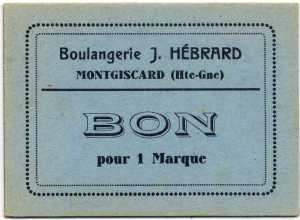 Boulangerie J. HÉBRARD
MONTGISCARD (Hte-Gne)
BON
pour 1 Marque